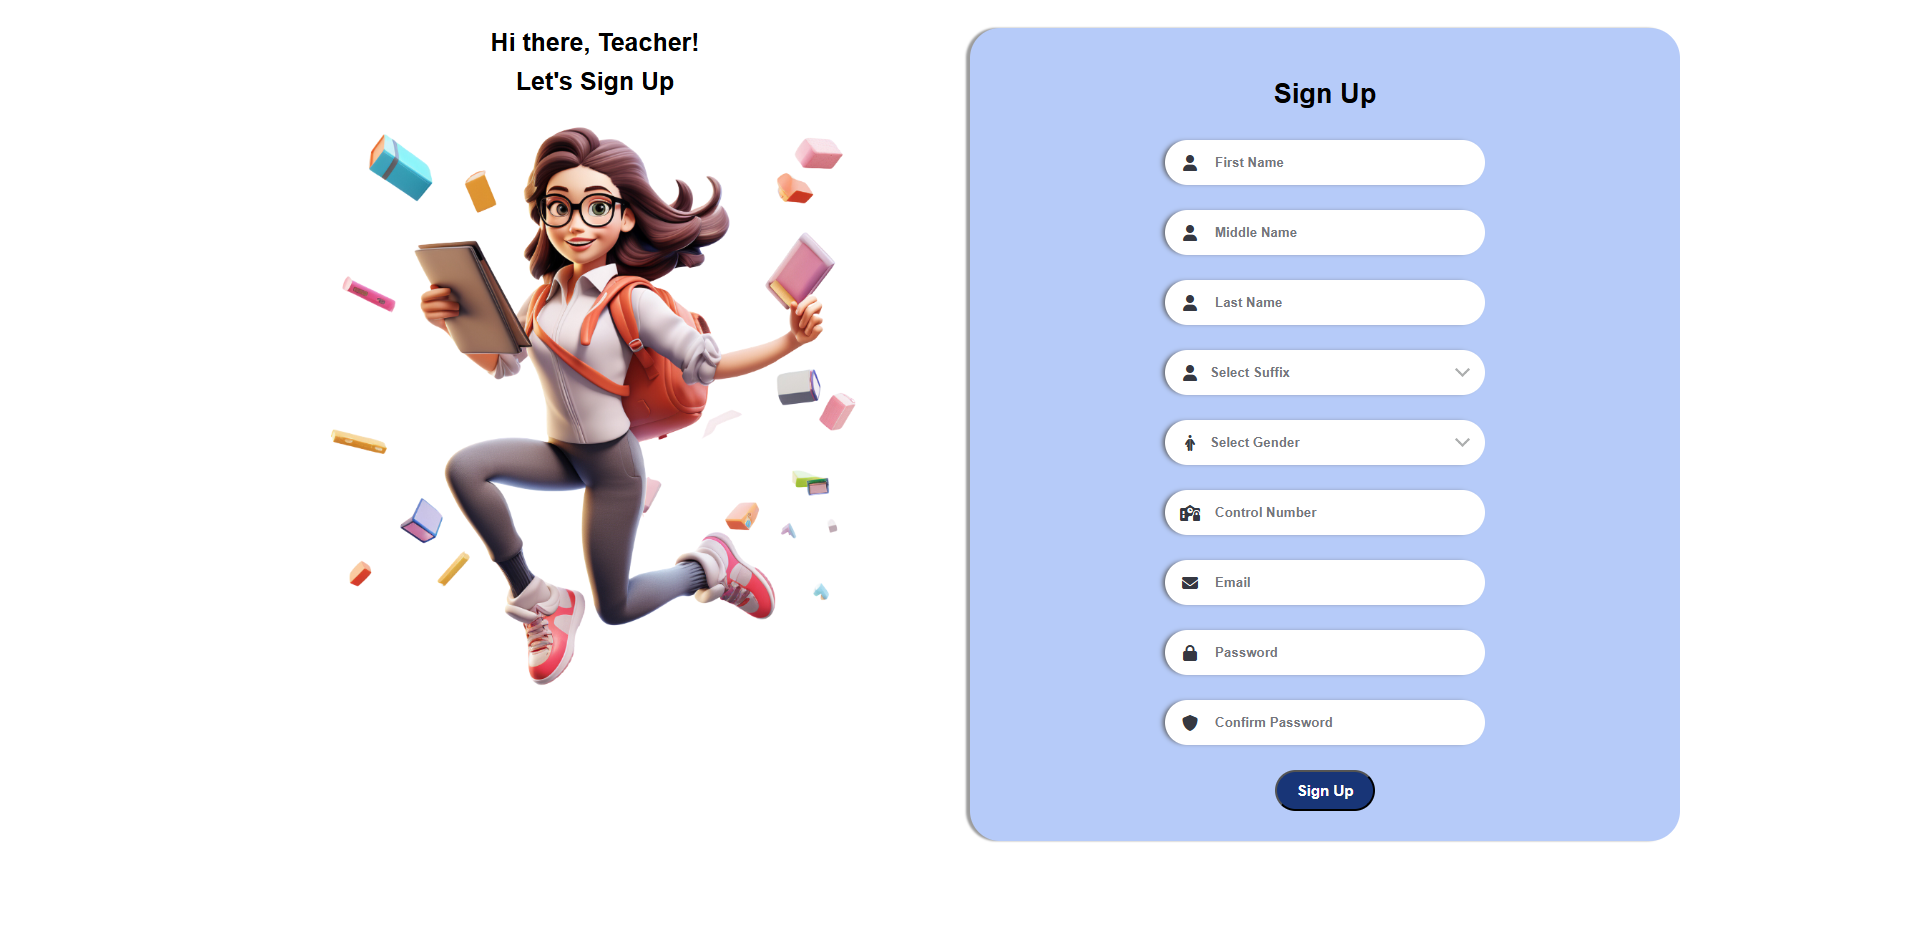 Hi there, Teacher!
Let's Sign Up
Sign Up
First Name
Middle Name
Last Name
Select Suffix
Select Gender
Control Number
Email
Password
Confirm Password
Sign Up